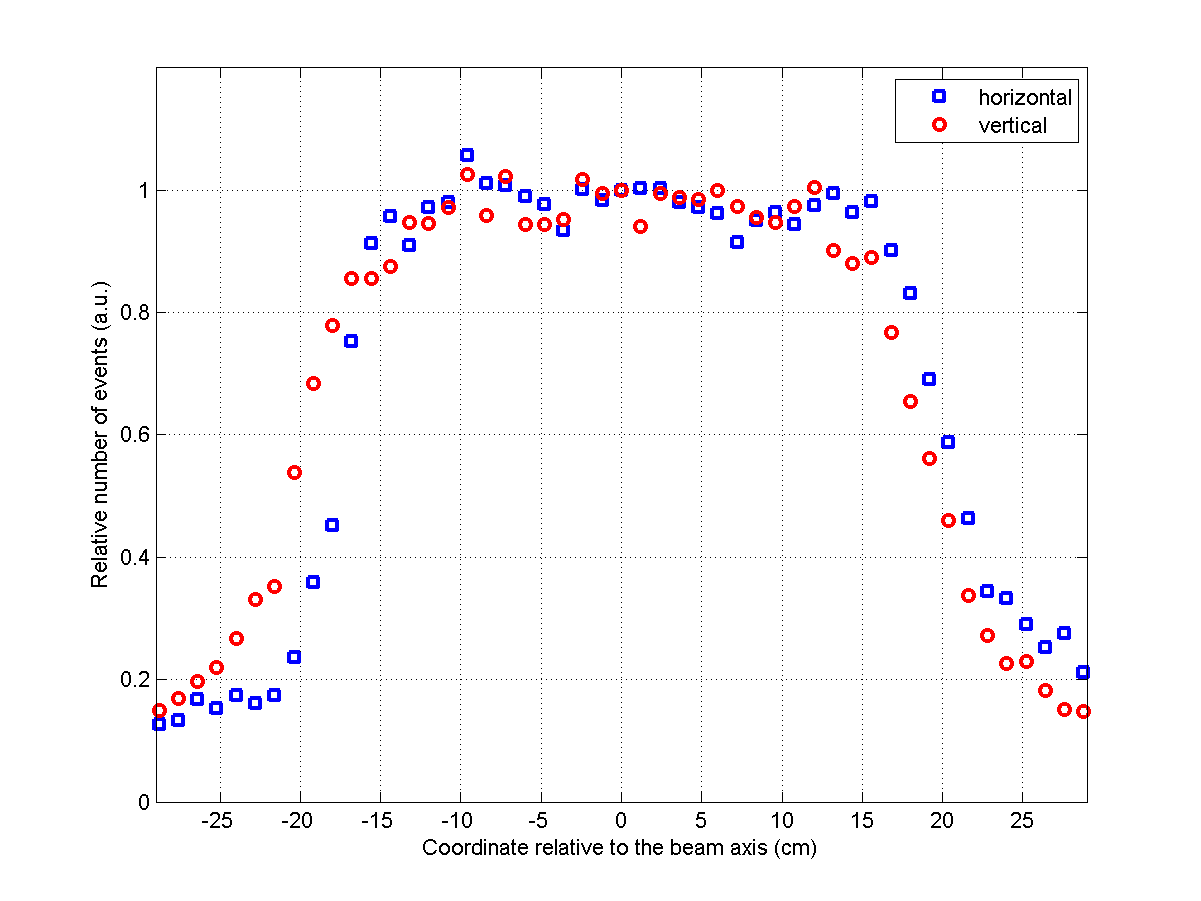 horizontal
vertical
1
0.8
0.6
0.4
0.2
0
Relative number of events (a.u.)
-25 -20 -15 -10 -5 0 5 10 15 20 25
Coordinate relative to the beam axis (cm)